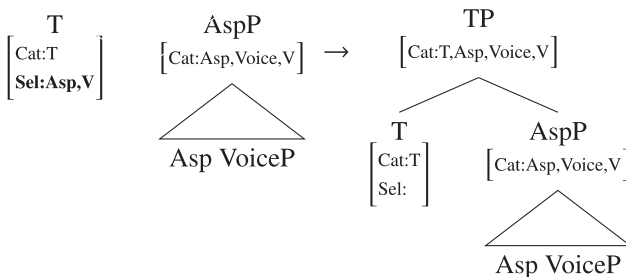 T
Cat:T
Sel:Asp,V
AspP
[Cat:Asp,Voice,V]
Asp VoiceP
→
TP
[Cat:T,Asp,Voice,V]
T
Cat:T
Sel:
AspP
[Cat:Asp,Voice,V]
Asp VoiceP